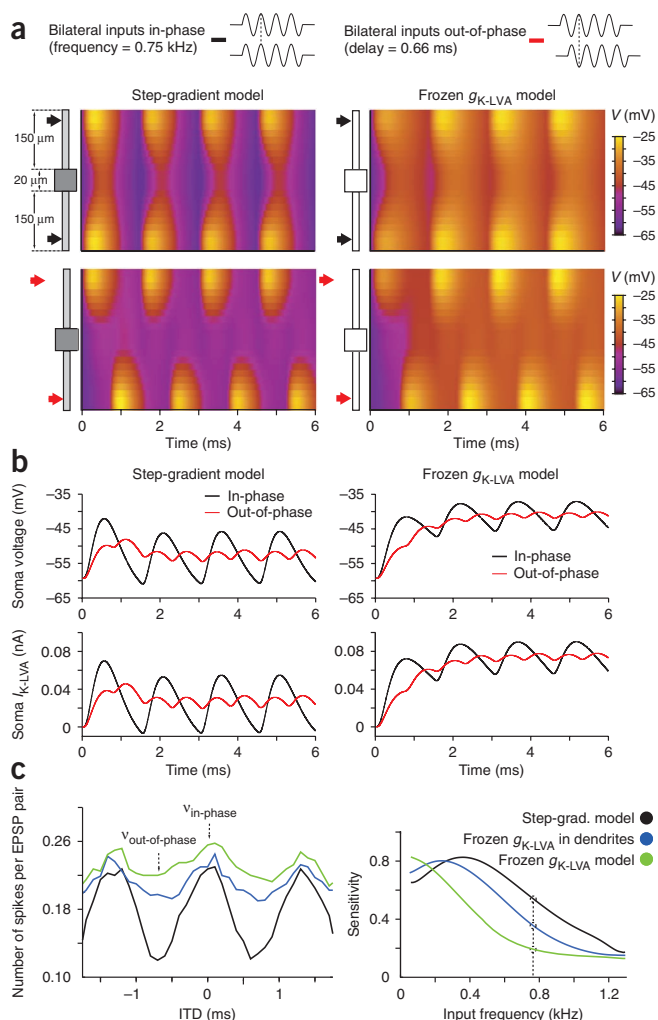 a
Bilateral inputs in-phase
(frequency = 0.75 kHz)
Bilateral inputs out-of-phase
(delay = 0.66 ms)
Step-gradient model
Frozen gK-LVA model
150 μm
20 μm
150 μm
V (mV)
−25
−35
−45
−55
−65
V (mV)
−25
−35
−45
−55
−65
0 2 4 6
Time (ms)
0 2 4 6
Time (ms)
b
Step-gradient model
Frozen gK-LVA model
Soma voltage (mV)
−35
−45
−55
−65
In-phase
Out-of-phase
0 2 4 6
−35
−45
−55
−65
In-phase
Out-of-phase
0 2 4 6
Soma IK-LVA (nA)
0.08
0.04
0
0 2 4 6
Time (ms)
0.08
0.04
0
0 2 4 6
Time (ms)
c
Number of spikes per EPSP pair
0.26
0.18
0.10
νout-of-phase
νin-phase
−1 0 1
ITD (ms)
Step-grad. model
Frozen gK-LVA in dendrites
Frozen gK-LVA model
Sensitivity
0.8
0.4
0
0 0.4 0.8 1.2
Input frequency (kHz)